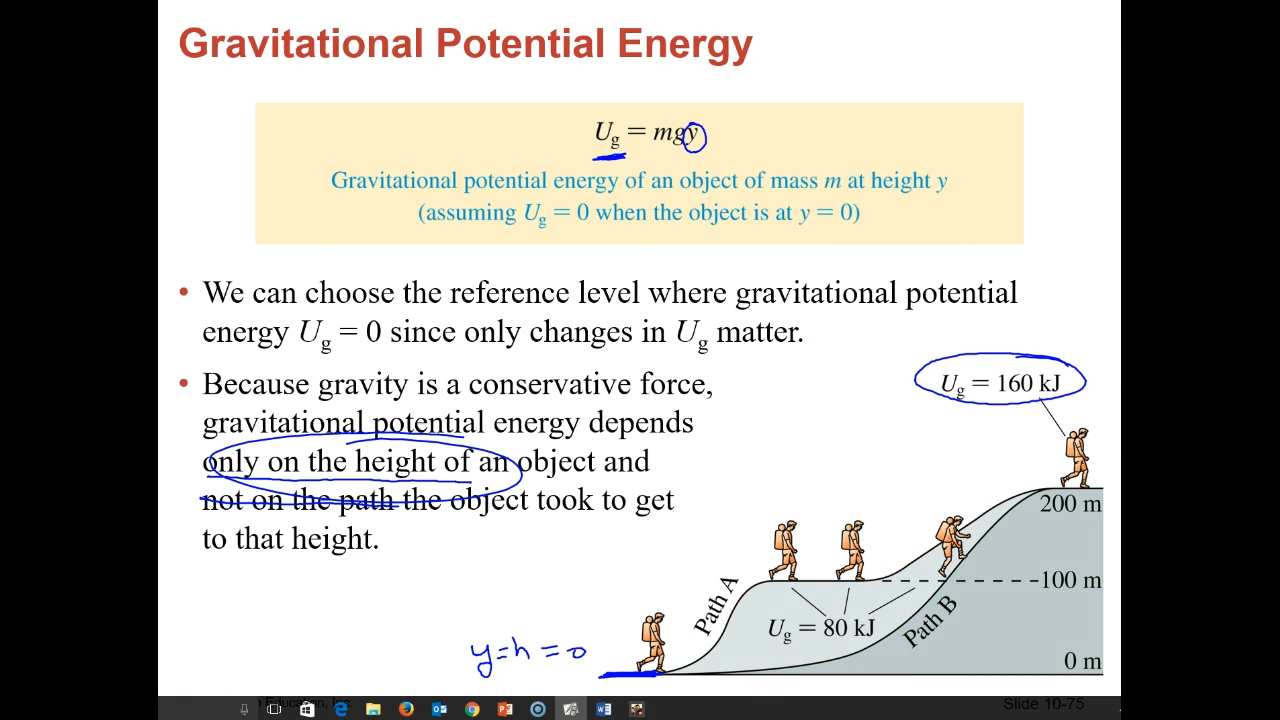 Gravitational Potential Energy
Ug = mgy
Gravitational potential energy of an object of mass m at height y
(assuming Ug = 0 when the object is at y = 0)
• We can choose the reference level where gravitational potential
energy Ug = 0 since only changes in Ug matter.
• Because gravity is a conservative force,
gravitational potential energy depends
only on the height of an object and
not on the path the object took to get
to that height.
Ug = 160 kJ
200 m
100 m
Path A
Ug = 80 kJ
Path B
y=h=0
0 m
Education, Inc.
Slide 10-75